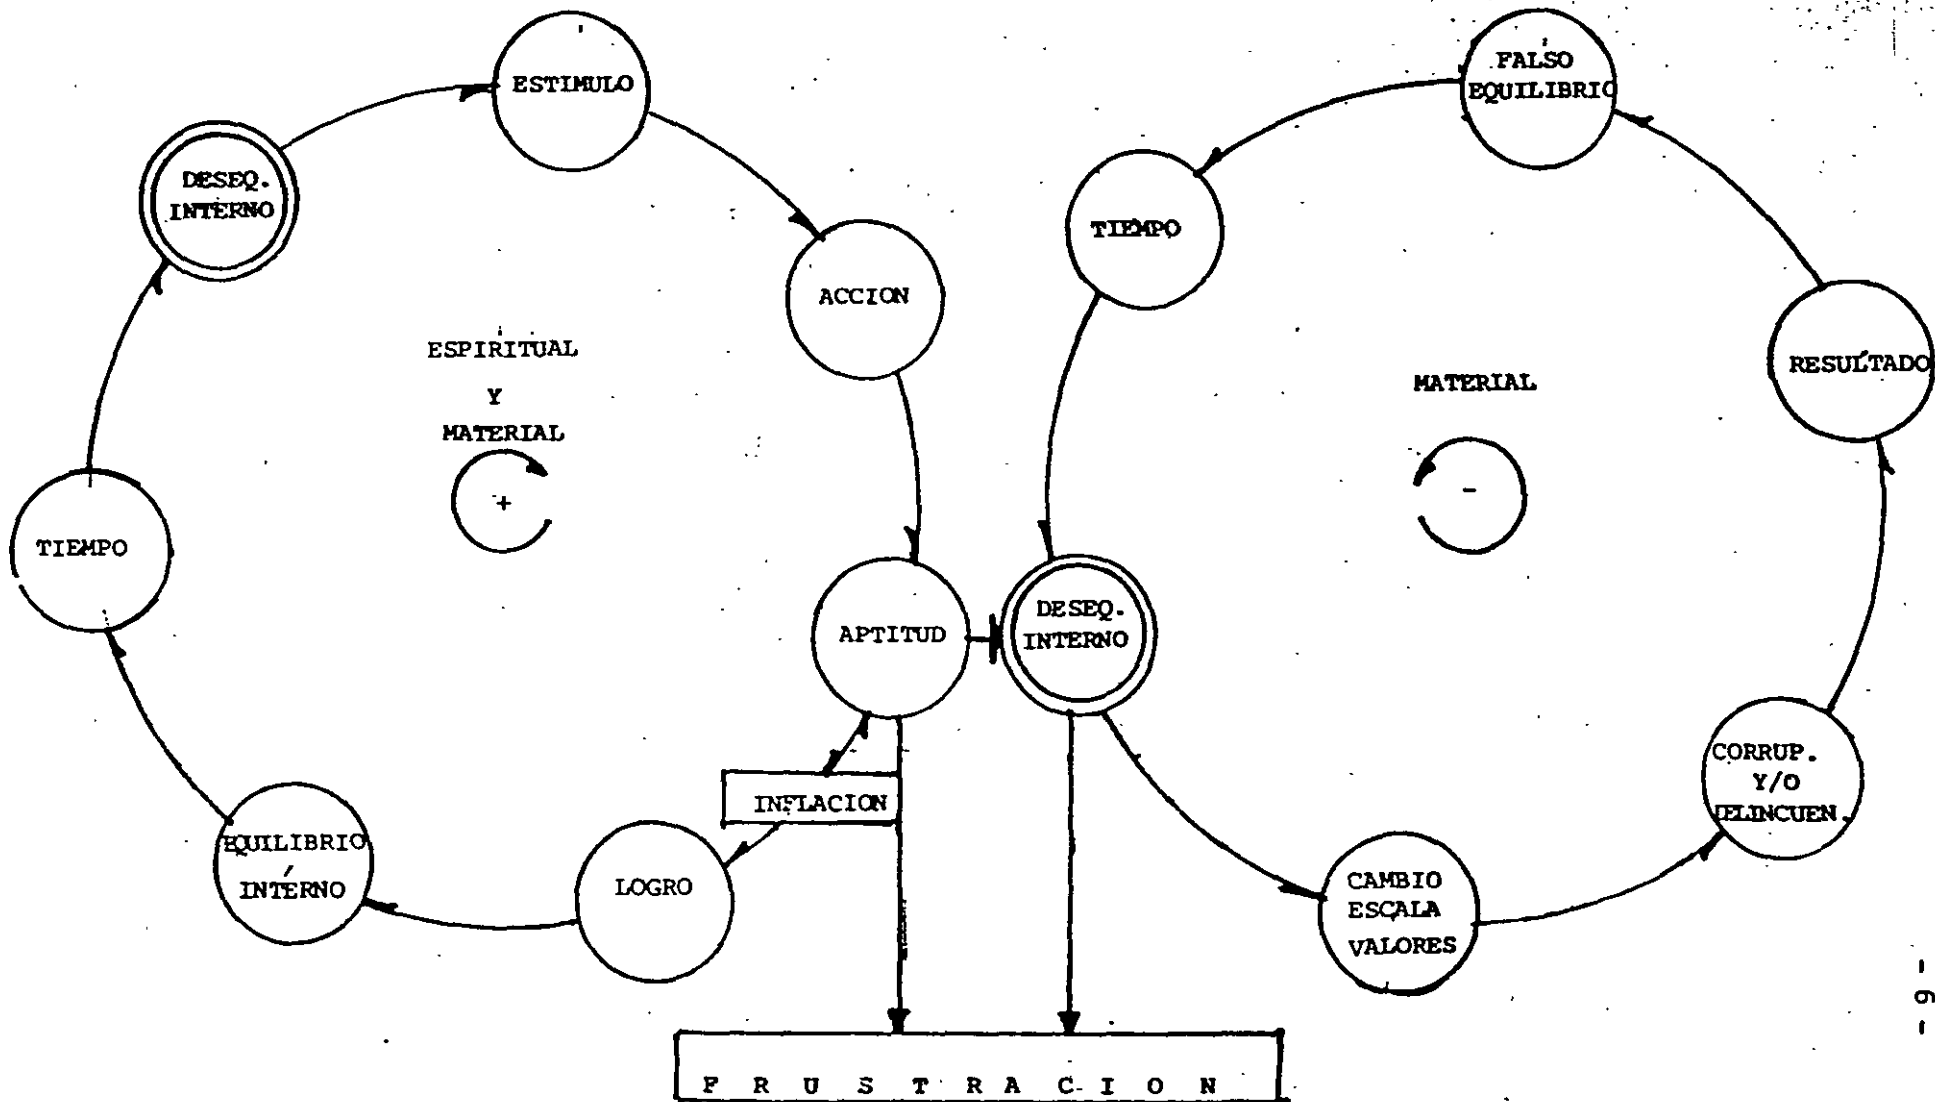 ESTIMULO
DESEQ.
INTERNO
ACCION
ESPIRITUAL
Y
MATERIAL
+
TIEMPO
APTITUD
INFLACION
LOGRO
EQUILIBRIO
INTERNO
FALSO
EQUILIBRIO
TIEMPO
RESULTADO
MATERIAL
-
DESEQ.
INTERNO
CORRUP.
Y/O
DELINCUEN.
CAMBIO
ESCALA
VALORES
F R U S T R A C I O N
- 9 -